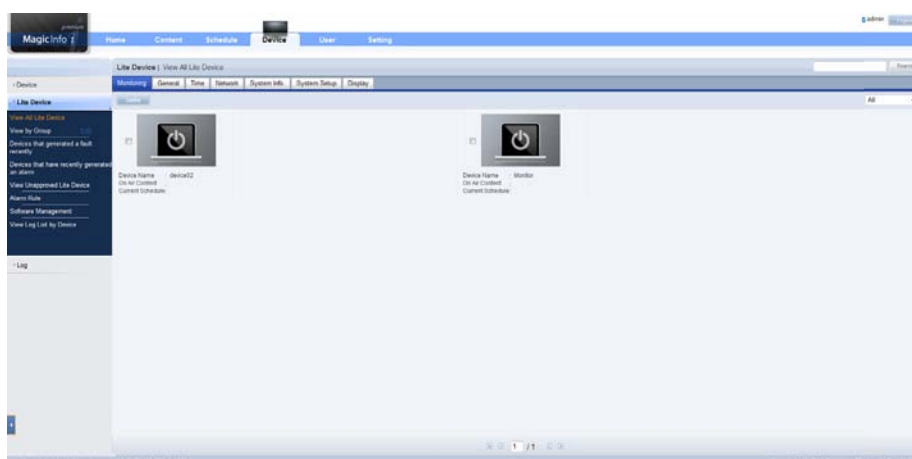 premium
MagicInfo i
admin
Home Content Schedule Device User Setting
Lite Device | View All Lite Device
Device
Monitoring General Time Network System Info. System Setup Display
Lite Device
All
View All Lite Device
View by Group
Devices that generated a fault
recently
Devices that have recently generated
an alarm
View Unapproved Lite Device
Alarm Rule
Software Management
View Log List by Device
Device Name : device02
On Air Content :
Current Schedule :
Device Name : Monitor
On Air Content :
Current Schedule :
Log
1 / 1